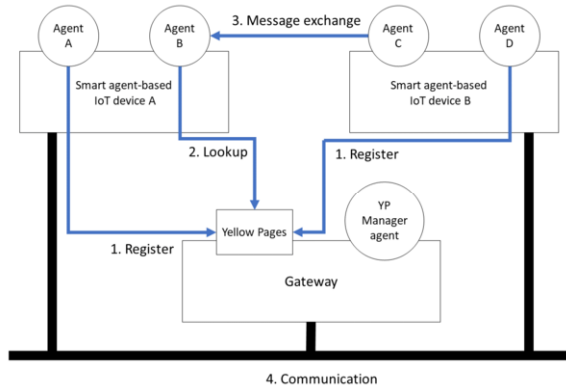 3. Message exchange
Agent
A
Agent
B
Agent
C
Agent
D
Smart agent-based
IoT device A
Smart agent-based
IoT device B
2. Lookup
1. Register
YP
Manager
agent
Yellow Pages
1. Register
Gateway
4. Communication